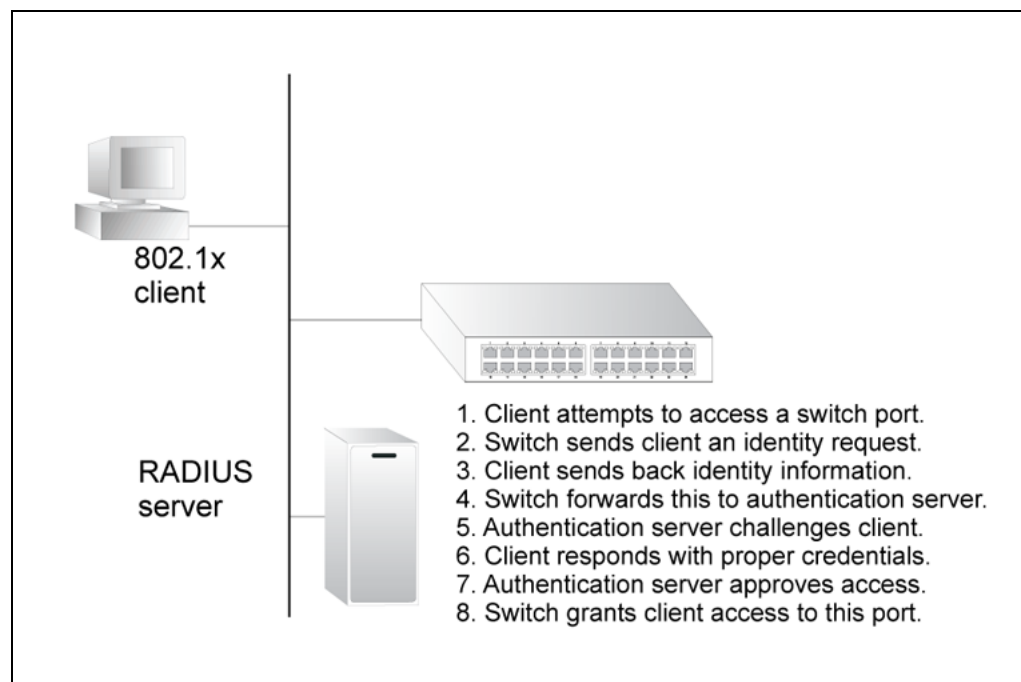 802.1x
client
RADIUS
server
1. Client attempts to access a switch port.
2. Switch sends client an identity request.
3. Client sends back identity information.
4. Switch forwards this to authentication server.
5. Authentication server challenges client.
6. Client responds with proper credentials.
7. Authentication server approves access.
8. Switch grants client access to this port.